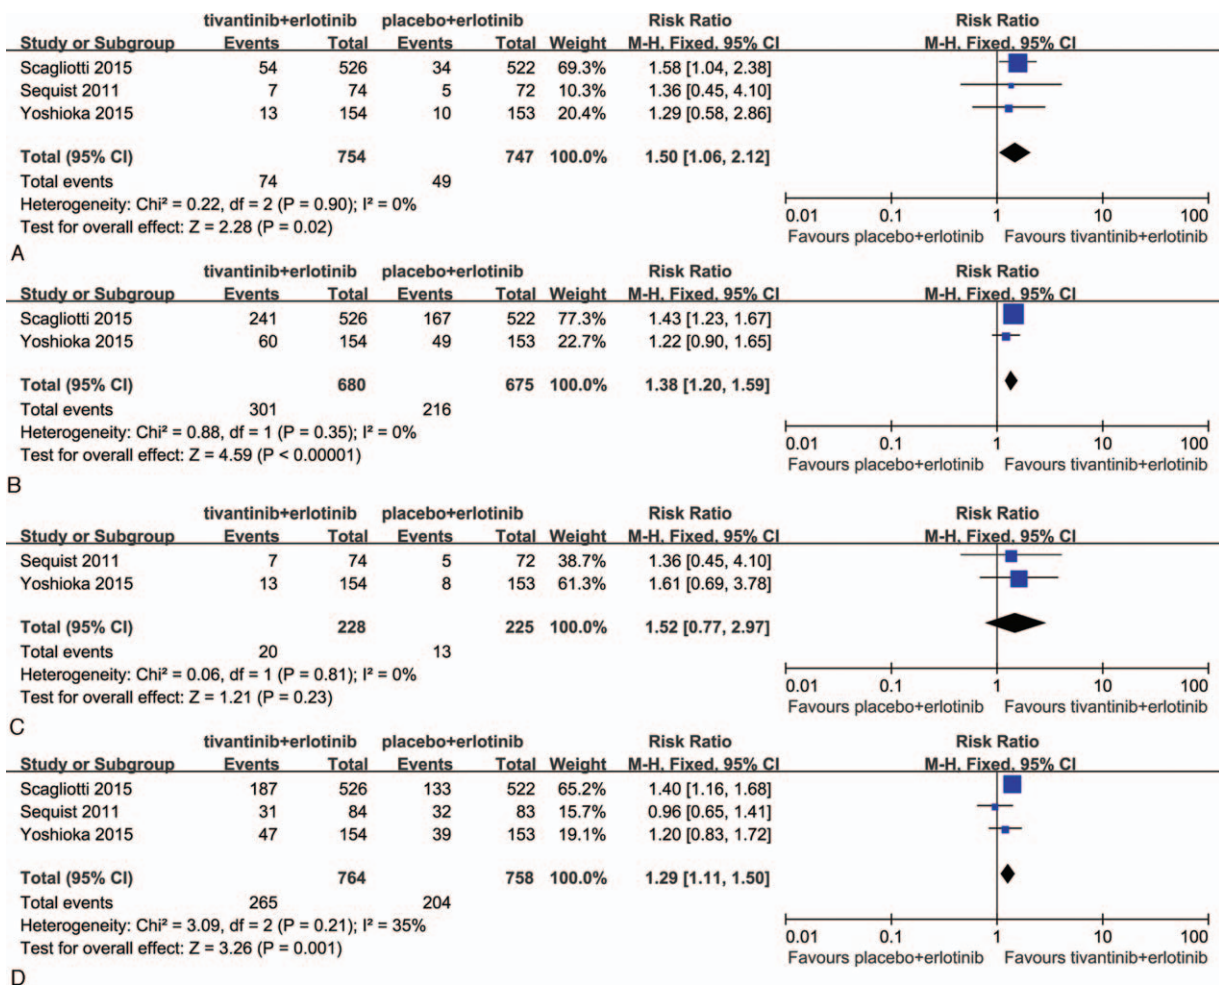 tivantinib+erlotinib placebo+erlotinib Risk Ratio Risk Ratio
Study or Subgroup Events Total Events Total Weight M-H, Fixed, 95% CI M-H, Fixed, 95% CI
Scagliotti 2015 54 526 34 522 69.3% 1.58 [1.04, 2.38]
Sequist 2011 7 74 5 72 10.3% 1.36 [0.45, 4.10]
Yoshioka 2015 13 154 10 153 20.4% 1.29 [0.58, 2.86]
Total (95% CI) 754 747 100.0% 1.50 [1.06, 2.12]
Total events 74 49
Heterogeneity: Chi² = 0.22, df = 2 (P = 0.90); I² = 0%
Test for overall effect: Z = 2.28 (P = 0.02)
0.01 0.1 1 10 100
Favours placebo+erlotinib Favours tivantinib+erlotinib
A
tivantinib+erlotinib placebo+erlotinib Risk Ratio Risk Ratio
Study or Subgroup Events Total Events Total Weight M-H, Fixed, 95% CI M-H, Fixed, 95% CI
Scagliotti 2015 241 526 167 522 77.3% 1.43 [1.23, 1.67]
Yoshioka 2015 60 154 49 153 22.7% 1.22 [0.90, 1.65]
Total (95% CI) 680 675 100.0% 1.38 [1.20, 1.59]
Total events 301 216
Heterogeneity: Chi² = 0.88, df = 1 (P = 0.35); I² = 0%
Test for overall effect: Z = 4.59 (P < 0.00001)
0.01 0.1 1 10 100
Favours placebo+erlotinib Favours tivantinib+erlotinib
B
tivantinib+erlotinib placebo+erlotinib Risk Ratio Risk Ratio
Study or Subgroup Events Total Events Total Weight M-H, Fixed, 95% CI M-H, Fixed, 95% CI
Sequist 2011 7 74 5 72 38.7% 1.36 [0.45, 4.10]
Yoshioka 2015 13 154 8 153 61.3% 1.61 [0.69, 3.78]
Total (95% CI) 228 225 100.0% 1.52 [0.77, 2.97]
Total events 20 13
Heterogeneity: Chi² = 0.06, df = 1 (P = 0.81); I² = 0%
Test for overall effect: Z = 1.21 (P = 0.23)
0.01 0.1 1 10 100
Favours placebo+erlotinib Favours tivantinib+erlotinib
C
tivantinib+erlotinib placebo+erlotinib Risk Ratio Risk Ratio
Study or Subgroup Events Total Events Total Weight M-H, Fixed, 95% CI M-H, Fixed, 95% CI
Scagliotti 2015 187 526 133 522 65.2% 1.40 [1.16, 1.68]
Sequist 2011 31 84 32 83 15.7% 0.96 [0.65, 1.41]
Yoshioka 2015 47 154 39 153 19.1% 1.20 [0.83, 1.72]
Total (95% CI) 764 758 100.0% 1.29 [1.11, 1.50]
Total events 265 204
Heterogeneity: Chi² = 3.09, df = 2 (P = 0.21); I² = 35%
Test for overall effect: Z = 3.26 (P = 0.001)
0.01 0.1 1 10 100
Favours placebo+erlotinib Favours tivantinib+erlotinib
D